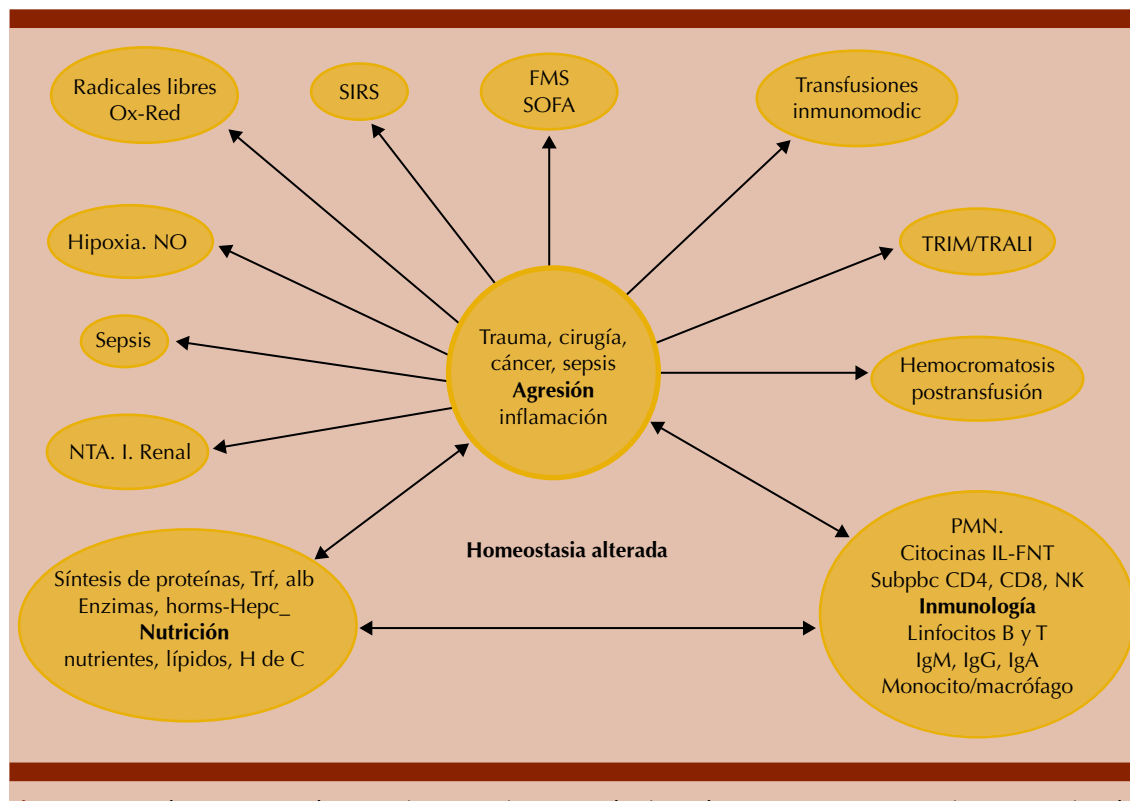 Radicales libres
Ox-Red
SIRS
FMS
SOFA
Transfusiones
inmunomodic
Hipoxia. NO
TRIM/TRALI
Sepsis
Trauma, cirugía,
cáncer, sepsis
Agresión
inflamación
Hemocromatosis
postransfusión
NTA. I. Renal
Homeostasia alterada
Síntesis de proteínas, Trf, alb
Enzimas, horms-Hepc_
Nutrición
nutrientes, lípidos, H de C
PMN.
Citocinas IL-FNT
Subpbc CD4, CD8, NK
Inmunología
Linfocitos B y T
IgM, IgG, IgA
Monocito/macrófago